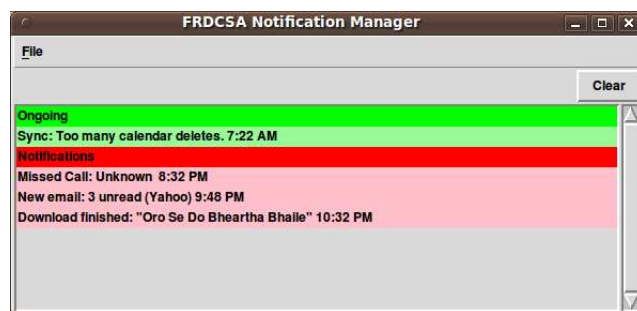 FRDCSA Notification Manager
File
Clear
Ongoing
Sync: Too many calendar deletes. 7:22 AM
Notifications
Missed Call: Unknown 8:32 PM
New email: 3 unread (Yahoo) 9:48 PM
Download finished: "Oro Se Do Bheartha Bhaile" 10:32 PM